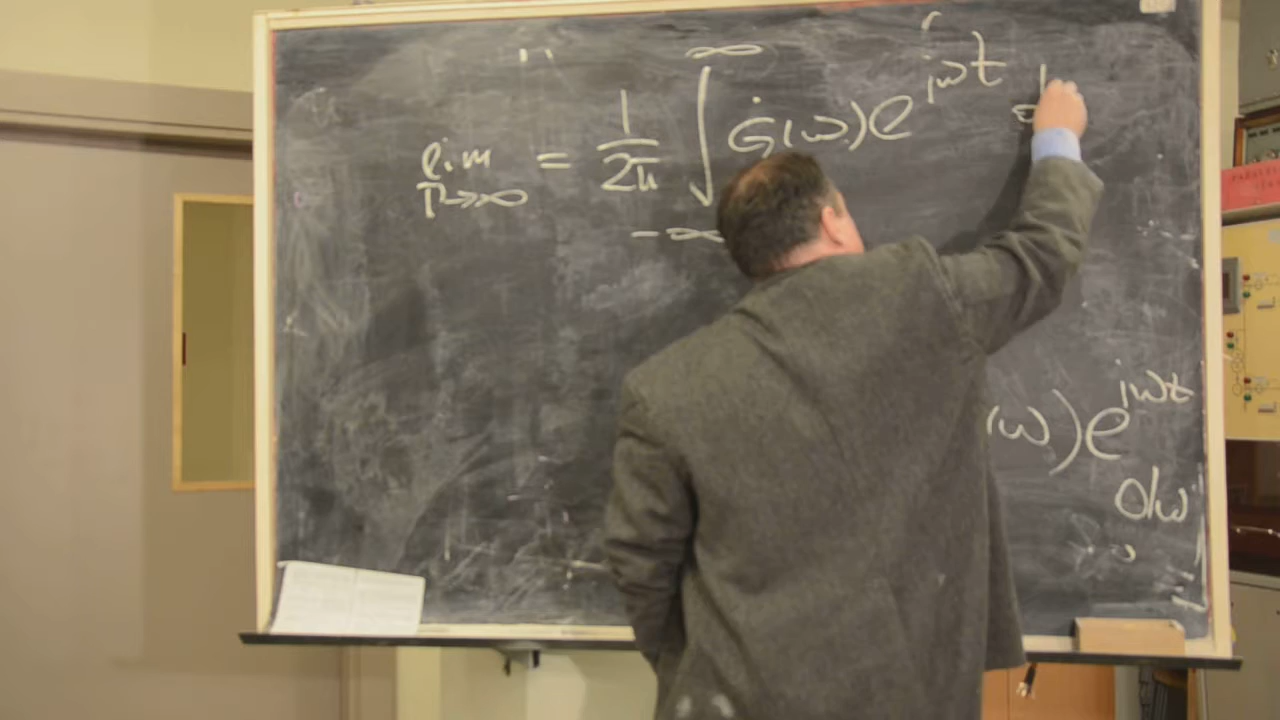 lim T→∞ = 1/2π ∫ -∞ ∞ Ġ(ω)e^jωt d
(ω)e^jωt
dω